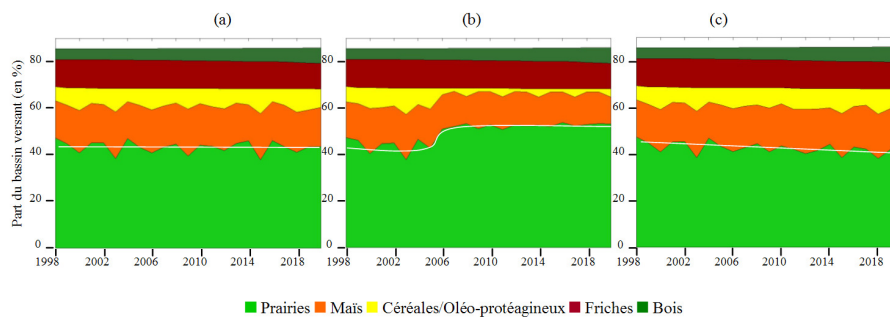 (a) (b) (c)
Part du bassin versant (en %)
80 80 80
60 60 60
40 40 40
20 20 20
0 0 0
1998 2002 2006 2010 2014 2018 1998 2002 2006 2010 2014 2018 1998 2002 2006 2010 2014 2018
Prairies Maïs Céréales/Oléo-protéagineux Friches Bois